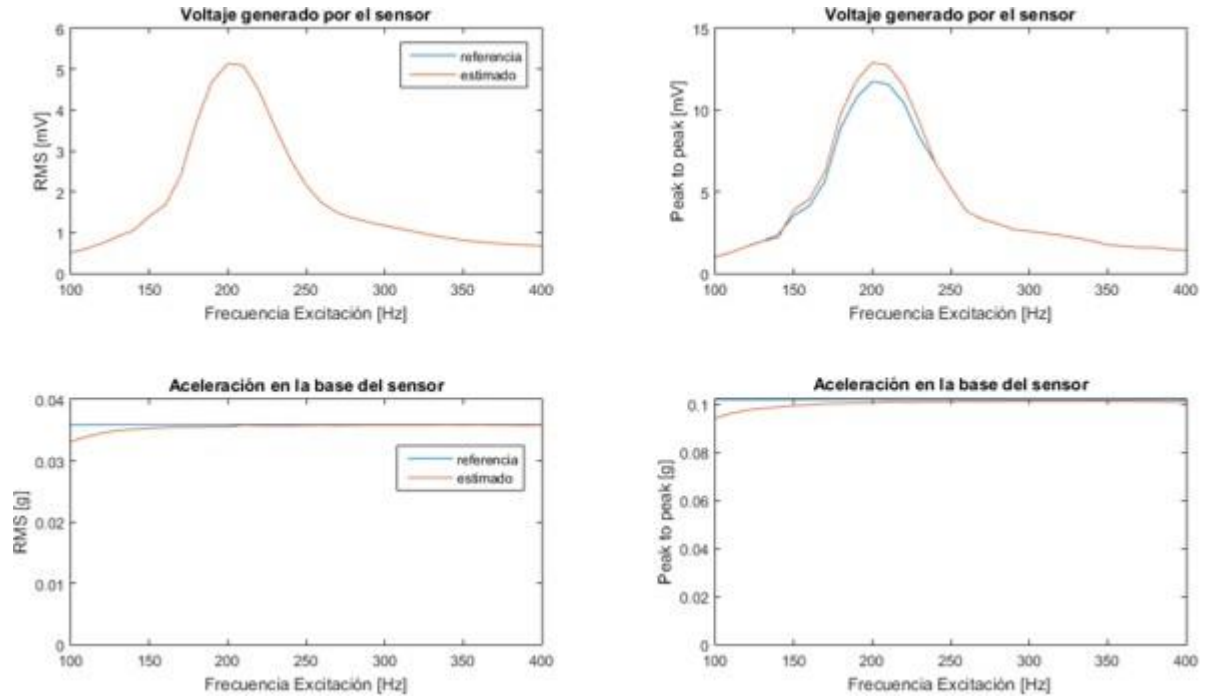 Voltaje generado por el sensor
6
5
4
3
2
1
0
RMS [mV]
referencia
estimado
100 150 200 250 300 350 400
Frecuencia Excitación [Hz]
Voltaje generado por el sensor
15
10
5
0
Peak to peak [mV]
100 150 200 250 300 350 400
Frecuencia Excitación [Hz]
Aceleración en la base del sensor
0.04
0.03
0.02
0.01
0
RMS [g]
referencia
estimado
100 150 200 250 300 350 400
Frecuencia Excitación [Hz]
Aceleración en la base del sensor
0.1
0.08
0.06
0.04
0.02
0
Peak to peak [g]
100 150 200 250 300 350 400
Frecuencia Excitación [Hz]